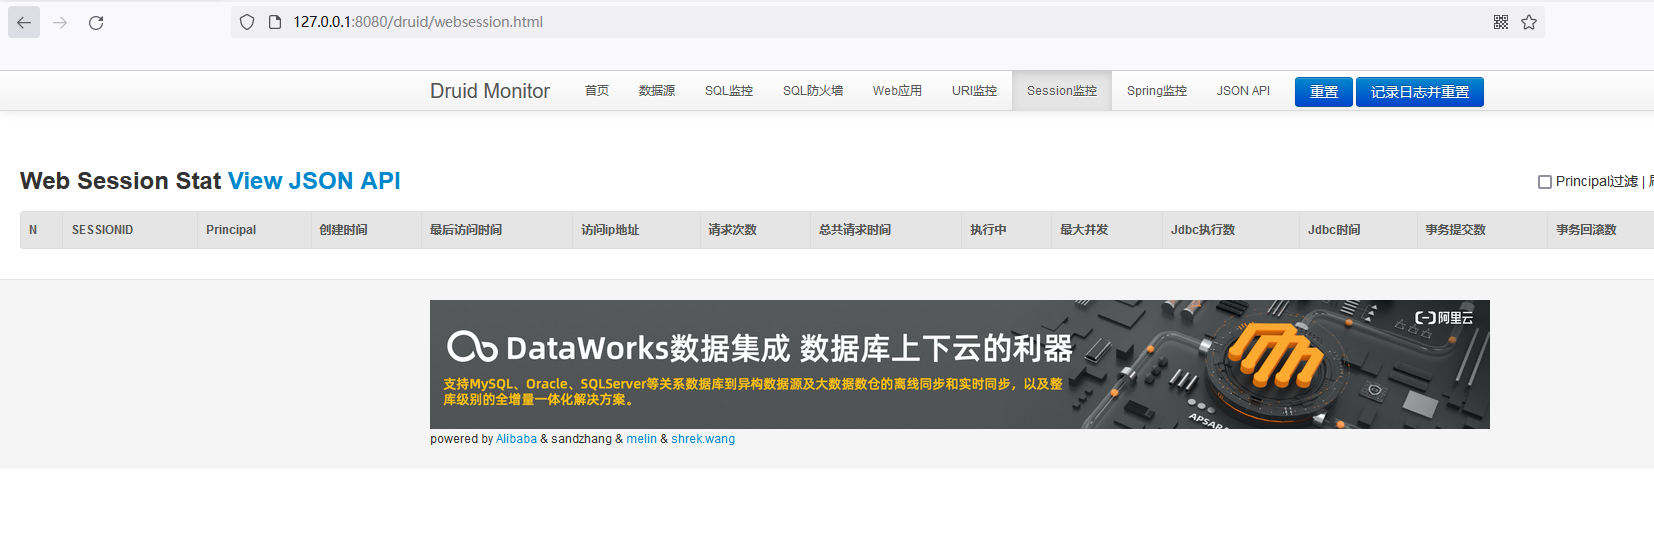 127.0.0.1:8080/druid/websession.html
Druid Monitor 首页 数据源 SQL监控 SQL防火墙 Web应用 URI监控 Session监控 Spring监控 JSON API 重置 记录日志并重置
Web Session Stat View JSON API
Principal过滤 |
N SESSIONID Principal 创建时间 最后访问时间 访问ip地址 请求次数 总共请求时间 执行中 最大并发 Jdbc执行数 Jdbc时间 事务提交数 事务回滚数
阿里云
DataWorks数据集成 数据库上下云的利器
支持MySQL、Oracle、SQLServer等关系数据库到异构数据源及大数据数仓的离线同步和实时同步，以及整
库级别的全增量一体化解决方案。
APSARA
powered by Alibaba & sandzhang & melin & shrek.wang